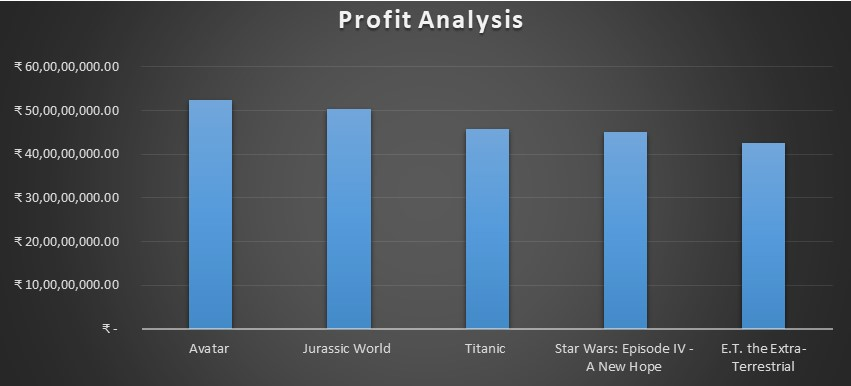 Profit Analysis
₹ 60,00,00,000.00
₹ 50,00,00,000.00
₹ 40,00,00,000.00
₹ 30,00,00,000.00
₹ 20,00,00,000.00
₹ 10,00,00,000.00
₹ -
Avatar
Jurassic World
Titanic
Star Wars: Episode IV -
A New Hope
E.T. the Extra-
Terrestrial